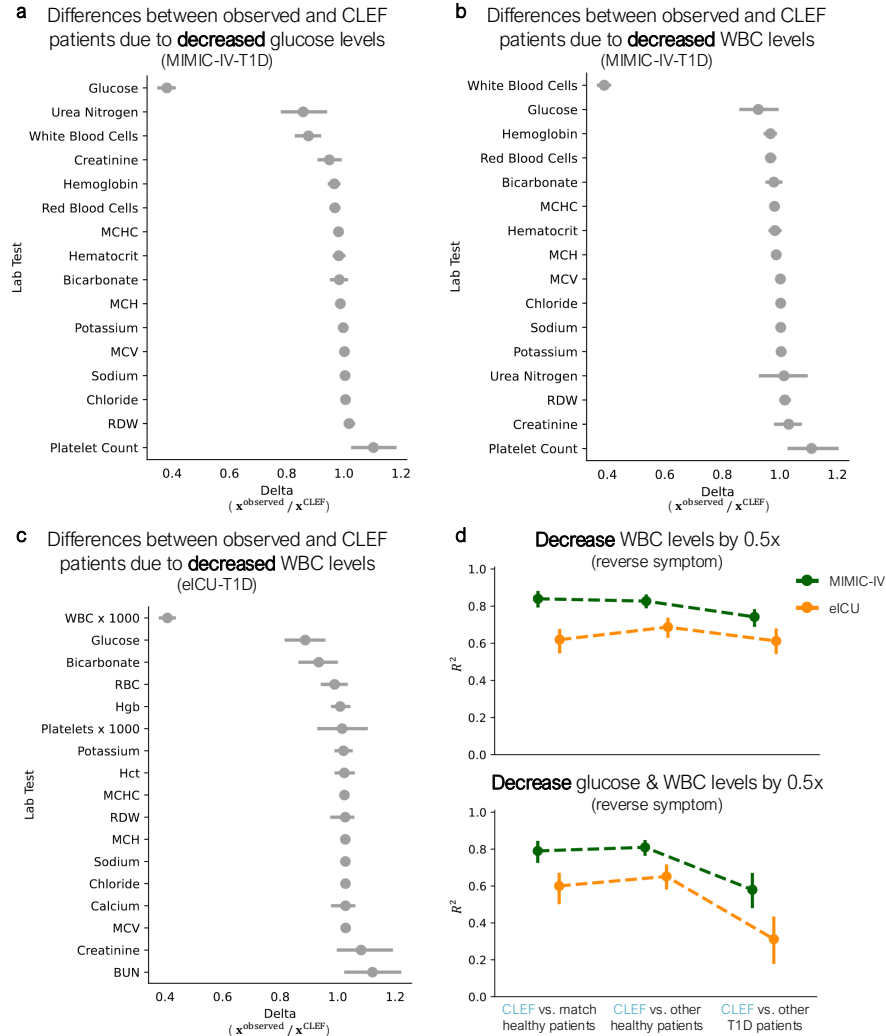 a
Differences between observed and CLEF
patients due to decreased glucose levels
(MIMIC-IV-T1D)
Lab Test
Glucose
Urea Nitrogen
White Blood Cells
Creatinine
Hemoglobin
Red Blood Cells
MCHC
Hematocrit
Bicarbonate
MCH
Potassium
MCV
Sodium
Chloride
RDW
Platelet Count
0.4 0.6 0.8 1.0 1.2
Delta
( x^observed / x^CLEF )
b
Differences between observed and CLEF
patients due to decreased WBC levels
(MIMIC-IV-T1D)
Lab Test
White Blood Cells
Glucose
Hemoglobin
Red Blood Cells
Bicarbonate
MCHC
Hematocrit
MCH
MCV
Chloride
Sodium
Potassium
Urea Nitrogen
RDW
Creatinine
Platelet Count
0.4 0.6 0.8 1.0 1.2
Delta
( x^observed / x^CLEF )
c
Differences between observed and CLEF
patients due to decreased WBC levels
(eICU-T1D)
Lab Test
WBC x 1000
Glucose
Bicarbonate
RBC
Hgb
Platelets x 1000
Potassium
Hct
MCHC
RDW
MCH
Sodium
Chloride
Calcium
MCV
Creatinine
BUN
0.4 0.6 0.8 1.0 1.2
Delta
( x^observed / x^CLEF )
d
Decrease WBC levels by 0.5x
(reverse symptom)
MIMIC-IV
eICU
R²
1.0
0.8
0.6
0.4
0.2
0.0
Decrease glucose & WBC levels by 0.5x
(reverse symptom)
R²
1.0
0.8
0.6
0.4
0.2
0.0
CLEF vs. match
healthy patients
CLEF vs. other
healthy patients
CLEF vs. other
T1D patients